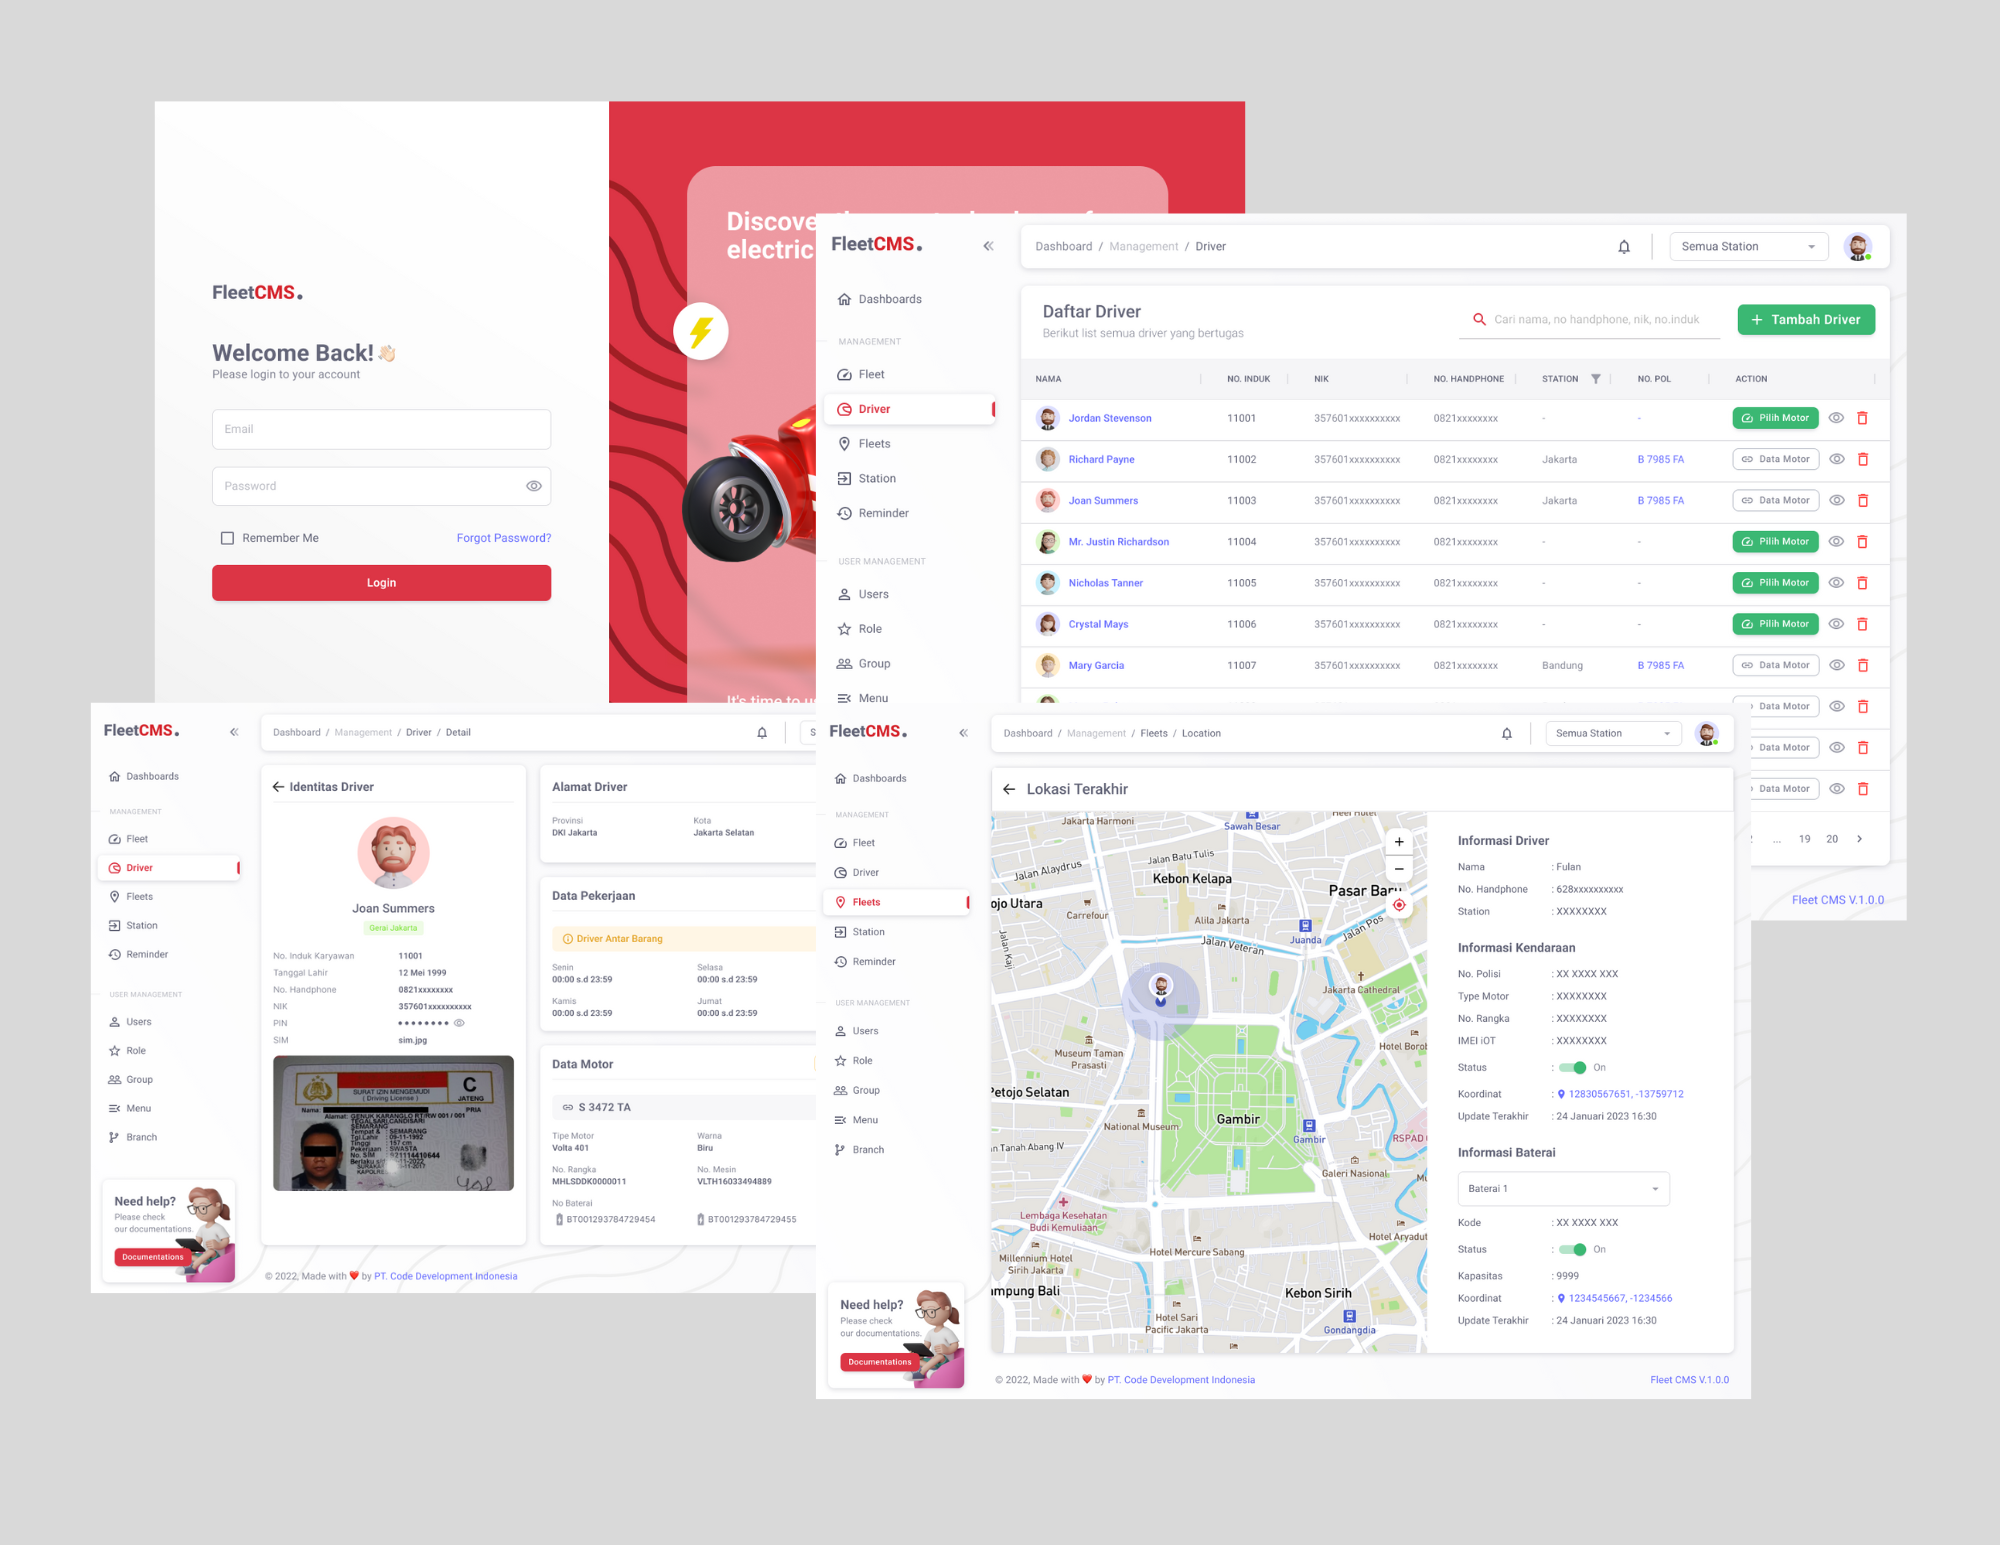 FleetCMS.
Welcome Back!👋🏻
Please login to your account
Email
Password
Remember Me
Forgot Password?
Login
Discove
electric
It's time to u
FleetCMS.
Dashboards
MANAGEMENT
Fleet
Driver
Fleets
Station
Reminder
USER MANAGEMENT
Users
Role
Group
Menu
Dashboard / Management / Driver
Semua Station
Daftar Driver
Berikut list semua driver yang bertugas
Cari nama, no handphone, nik, no.induk
+ Tambah Driver
NAMA NO. INDUK NIK NO. HANDPHONE STATION NO. POL ACTION
Jordan Stevenson 11001 357601xxxxxxxxxx 0821xxxxxxxx - - Pilih Motor
Richard Payne 11002 357601xxxxxxxxxx 0821xxxxxxxx Jakarta B 7985 FA Data Motor
Joan Summers 11003 357601xxxxxxxxxx 0821xxxxxxxx Jakarta B 7985 FA Data Motor
Mr. Justin Richardson 11004 357601xxxxxxxxxx 0821xxxxxxxx - - Pilih Motor
Nicholas Tanner 11005 357601xxxxxxxxxx 0821xxxxxxxx - - Pilih Motor
Crystal Mays 11006 357601xxxxxxxxxx 0821xxxxxxxx - - Pilih Motor
Mary Garcia 11007 357601xxxxxxxxxx 0821xxxxxxxx Bandung B 7985 FA Data Motor
Data Motor
Data Motor
Data Motor
... 19 20
Fleet CMS V.1.0.0
FleetCMS.
Dashboards
MANAGEMENT
Fleet
Driver
Fleets
Station
Reminder
USER MANAGEMENT
Users
Role
Group
Menu
Branch
Need help?
Please check
our documentations.
Documentations
Dashboard / Management / Driver / Detail
S
Identitas Driver
Joan Summers
Gerai Jakarta
No. Induk Karyawan 11001
Tanggal Lahir 12 Mei 1999
No. Handphone 0821xxxxxxxx
NIK 357601xxxxxxxxxx
PIN ••••••••
SIM sim.jpg
SURAT IZIN MENGEMUDI
( Driving License )
C
JATENG
PRIA
Nama:
Alamat: GENUK KARANGLO RT/RW 001 / 001
TEGALSARI,CANDISARI
SEMARANG
Tempat & SEMARANG
Tgl.Lahir : 09-11-1992
Tinggi : 157 cm
Pekerjaan : SWASTA
No. SIM : 921114410644
Alamat Driver
Provinsi Kota
DKI Jakarta Jakarta Selatan
Data Pekerjaan
Driver Antar Barang
Senin Selasa
00:00 s.d 23:59 00:00 s.d 23:59
Kamis Jumat
00:00 s.d 23:59 00:00 s.d 23:59
Data Motor
S 3472 TA
Tipe Motor Warna
Volta 401 Biru
No. Rangka No. Mesin
MHLSDDK0000011 VLTH16033494889
No Baterai
BT001293784729454 BT001293784729455
© 2022, Made with ❤️ by PT. Code Development Indonesia
FleetCMS.
Dashboards
MANAGEMENT
Fleet
Driver
Fleets
Station
Reminder
USER MANAGEMENT
Users
Role
Group
Menu
Branch
Need help?
Please check
our documentations.
Documentations
Dashboard / Management / Fleets / Location
Semua Station
Lokasi Terakhir
Jakarta Harmoni
Sawah Besar
Jalan Alaydrus
Jalan Batu Tulis
Kebon Kelapa
Pasar Baru
ojo Utara
Carrefour
Alila Jakarta
Juanda
Jalan Pos
Jalan Kaji
Jalan Veteran
Jakarta Cathedral
Museum Taman
Prasasti
Hotel Borob
Petojo Selatan
National Museum
Gambir
Gambir
RSPAD
n Tanah Abang IV
Galeri Nasional
Mu
Lembaga Kesehatan
Budi Kemuliaan
Hotel Aryadut
Millennium Hotel
Sirih Jakarta
Hotel Mercure Sabang
mpung Bali
Kebon Sirih
Hotel Sari
Pacific Jakarta
Gondangdia
+
−
Informasi Driver
Nama : Fulan
No. Handphone : 628xxxxxxxxxx
Station : XXXXXXXX
Informasi Kendaraan
No. Polisi : XX XXXX XXX
Type Motor : XXXXXXXX
No. Rangka : XXXXXXXX
IMEI iOT : XXXXXXXX
Status : On
Koordinat : 12830567651, -13759712
Update Terakhir : 24 Januari 2023 16:30
Informasi Baterai
Baterai 1
Kode : XX XXXX XXX
Status : On
Kapasitas : 9999
Koordinat : 1234545667, -1234566
Update Terakhir : 24 Januari 2023 16:30
© 2022, Made with ❤️ by PT. Code Development Indonesia
Fleet CMS V.1.0.0